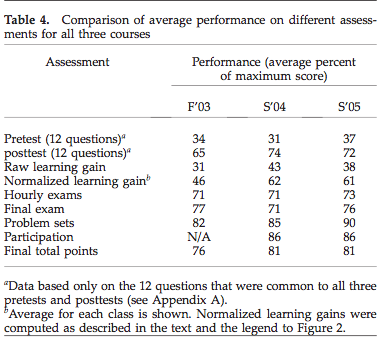 Table 4. Comparison of average performance on different assess-
ments for all three courses
Assessment Performance (average percent
of maximum score)
F'03 S'04 S'05
Pretest (12 questions)a 34 31 37
posttest (12 questions)a 65 74 72
Raw learning gain 31 43 38
Normalized learning gainb 46 62 61
Hourly exams 71 71 73
Final exam 77 71 76
Problem sets 82 85 90
Participation N/A 86 86
Final total points 76 81 81
aData based only on the 12 questions that were common to all three
pretests and posttests (see Appendix A).
bAverage for each class is shown. Normalized learning gains were
computed as described in the text and the legend to Figure 2.